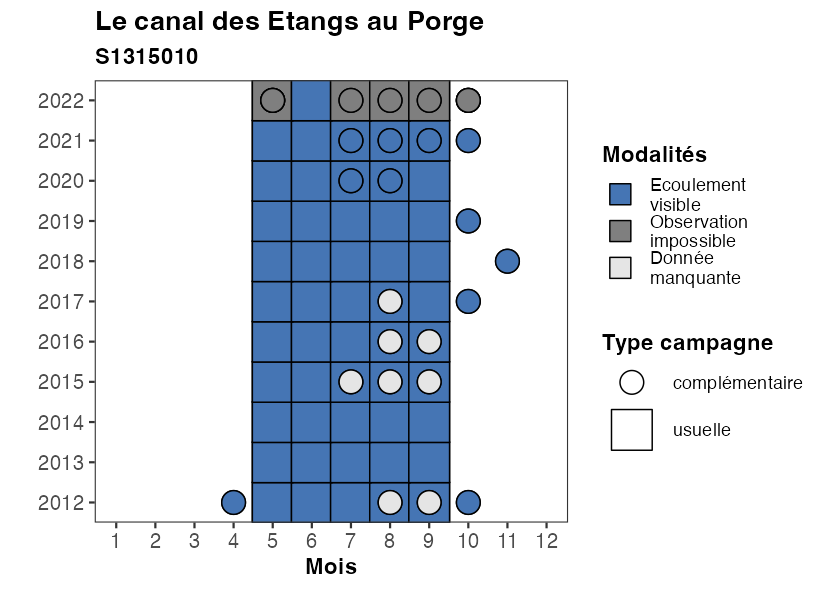 Le canal des Etangs au Porge
S1315010
2022
2021
2020
2019
2018
2017
2016
2015
2014
2013
2012
1 2 3 4 5 6 7 8 9 10 11 12
Mois
Modalités
Ecoulement
visible
Observation
impossible
Donnée
manquante
Type campagne
complémentaire
usuelle